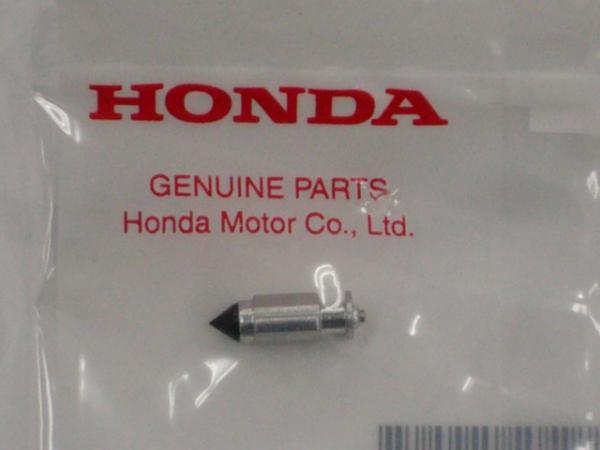 HONDA
GENUINE PARTS
Honda Motor Co., Ltd.